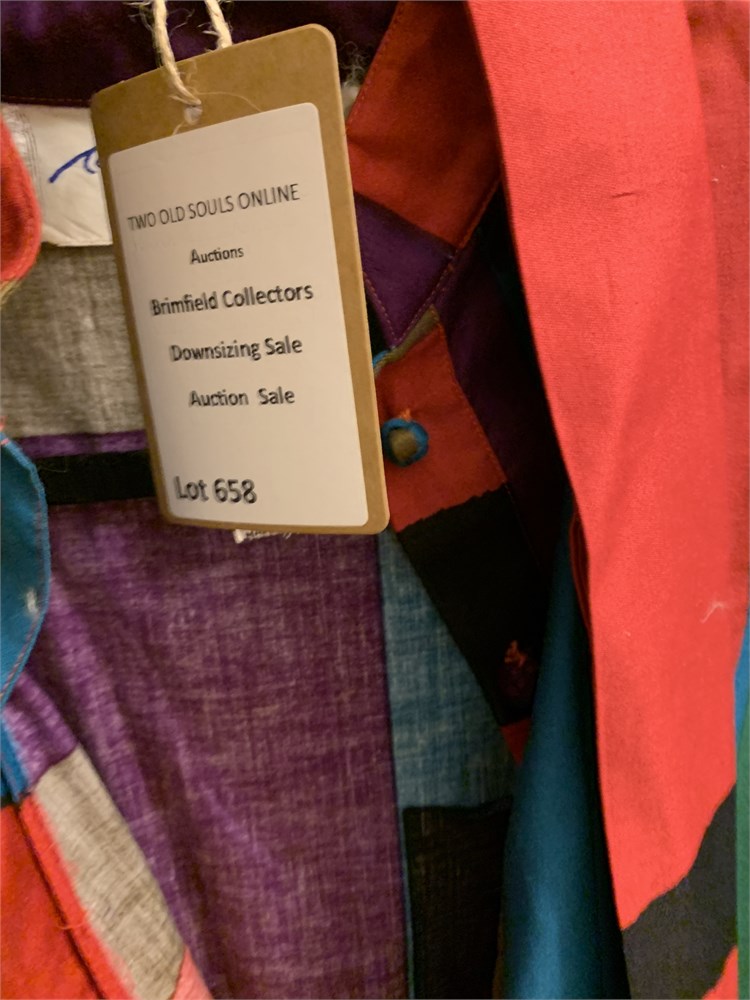 TWO OLD SOULS ONLINE
Auctions
Brimfield Collectors
Downsizing Sale
Auction Sale
Lot 658